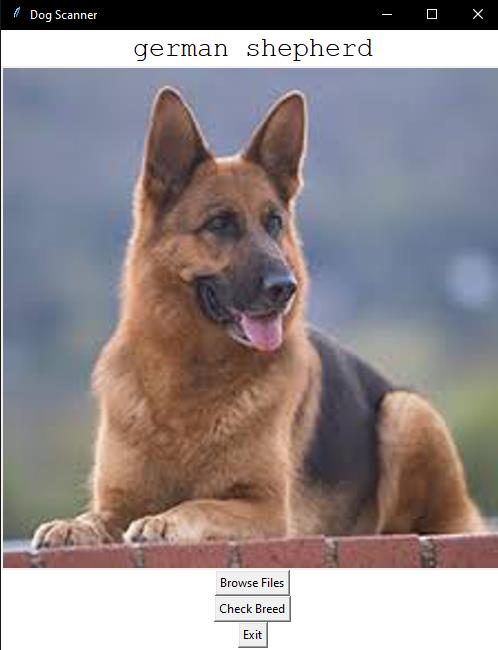 Dog Scanner
german shepherd
Browse Files
Check Breed
Exit